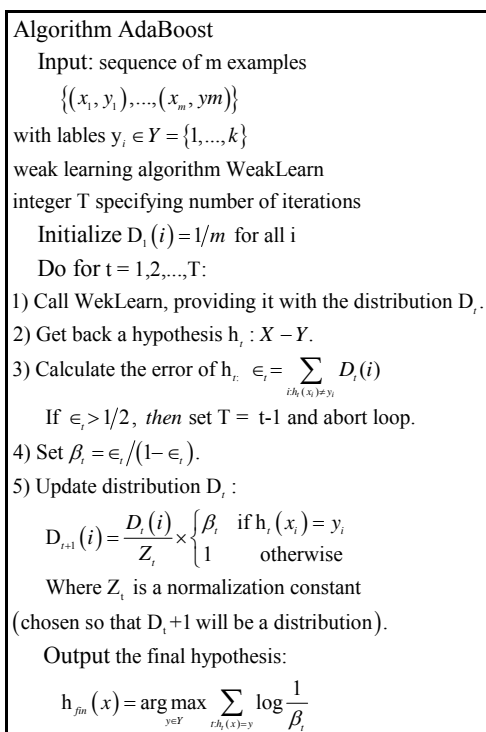 Algorithm AdaBoost
Input: sequence of m examples
{(x₁, y₁),...,(xₘ, ym)}
with lables yᵢ ∈ Y = {1,...,k}
weak learning algorithm WeakLearn
integer T specifying number of iterations
Initialize D₁(i) = 1/m for all i
Do for t = 1,2,...,T:
1) Call WekLearn, providing it with the distribution Dₜ.
2) Get back a hypothesis hₜ : X − Y.
3) Calculate the error of hₜ. ∈ₜ = ∑_{i:hₜ(xᵢ)≠yᵢ} Dₜ(i)
If ∈ₜ > 1/2, then set T = t-1 and abort loop.
4) Set βₜ = ∈ₜ/(1− ∈ₜ).
5) Update distribution Dₜ :
Dₜ₊₁(i) = Dₜ(i)/Zₜ × { βₜ if hₜ(xᵢ) = yᵢ
1 otherwise
Where Zₜ is a normalization constant
(chosen so that Dₜ+1 will be a distribution).
Output the final hypothesis:
h_{fin}(x) = arg max_{y∈Y} ∑_{t:hₜ(x)=y} log 1/βₜ